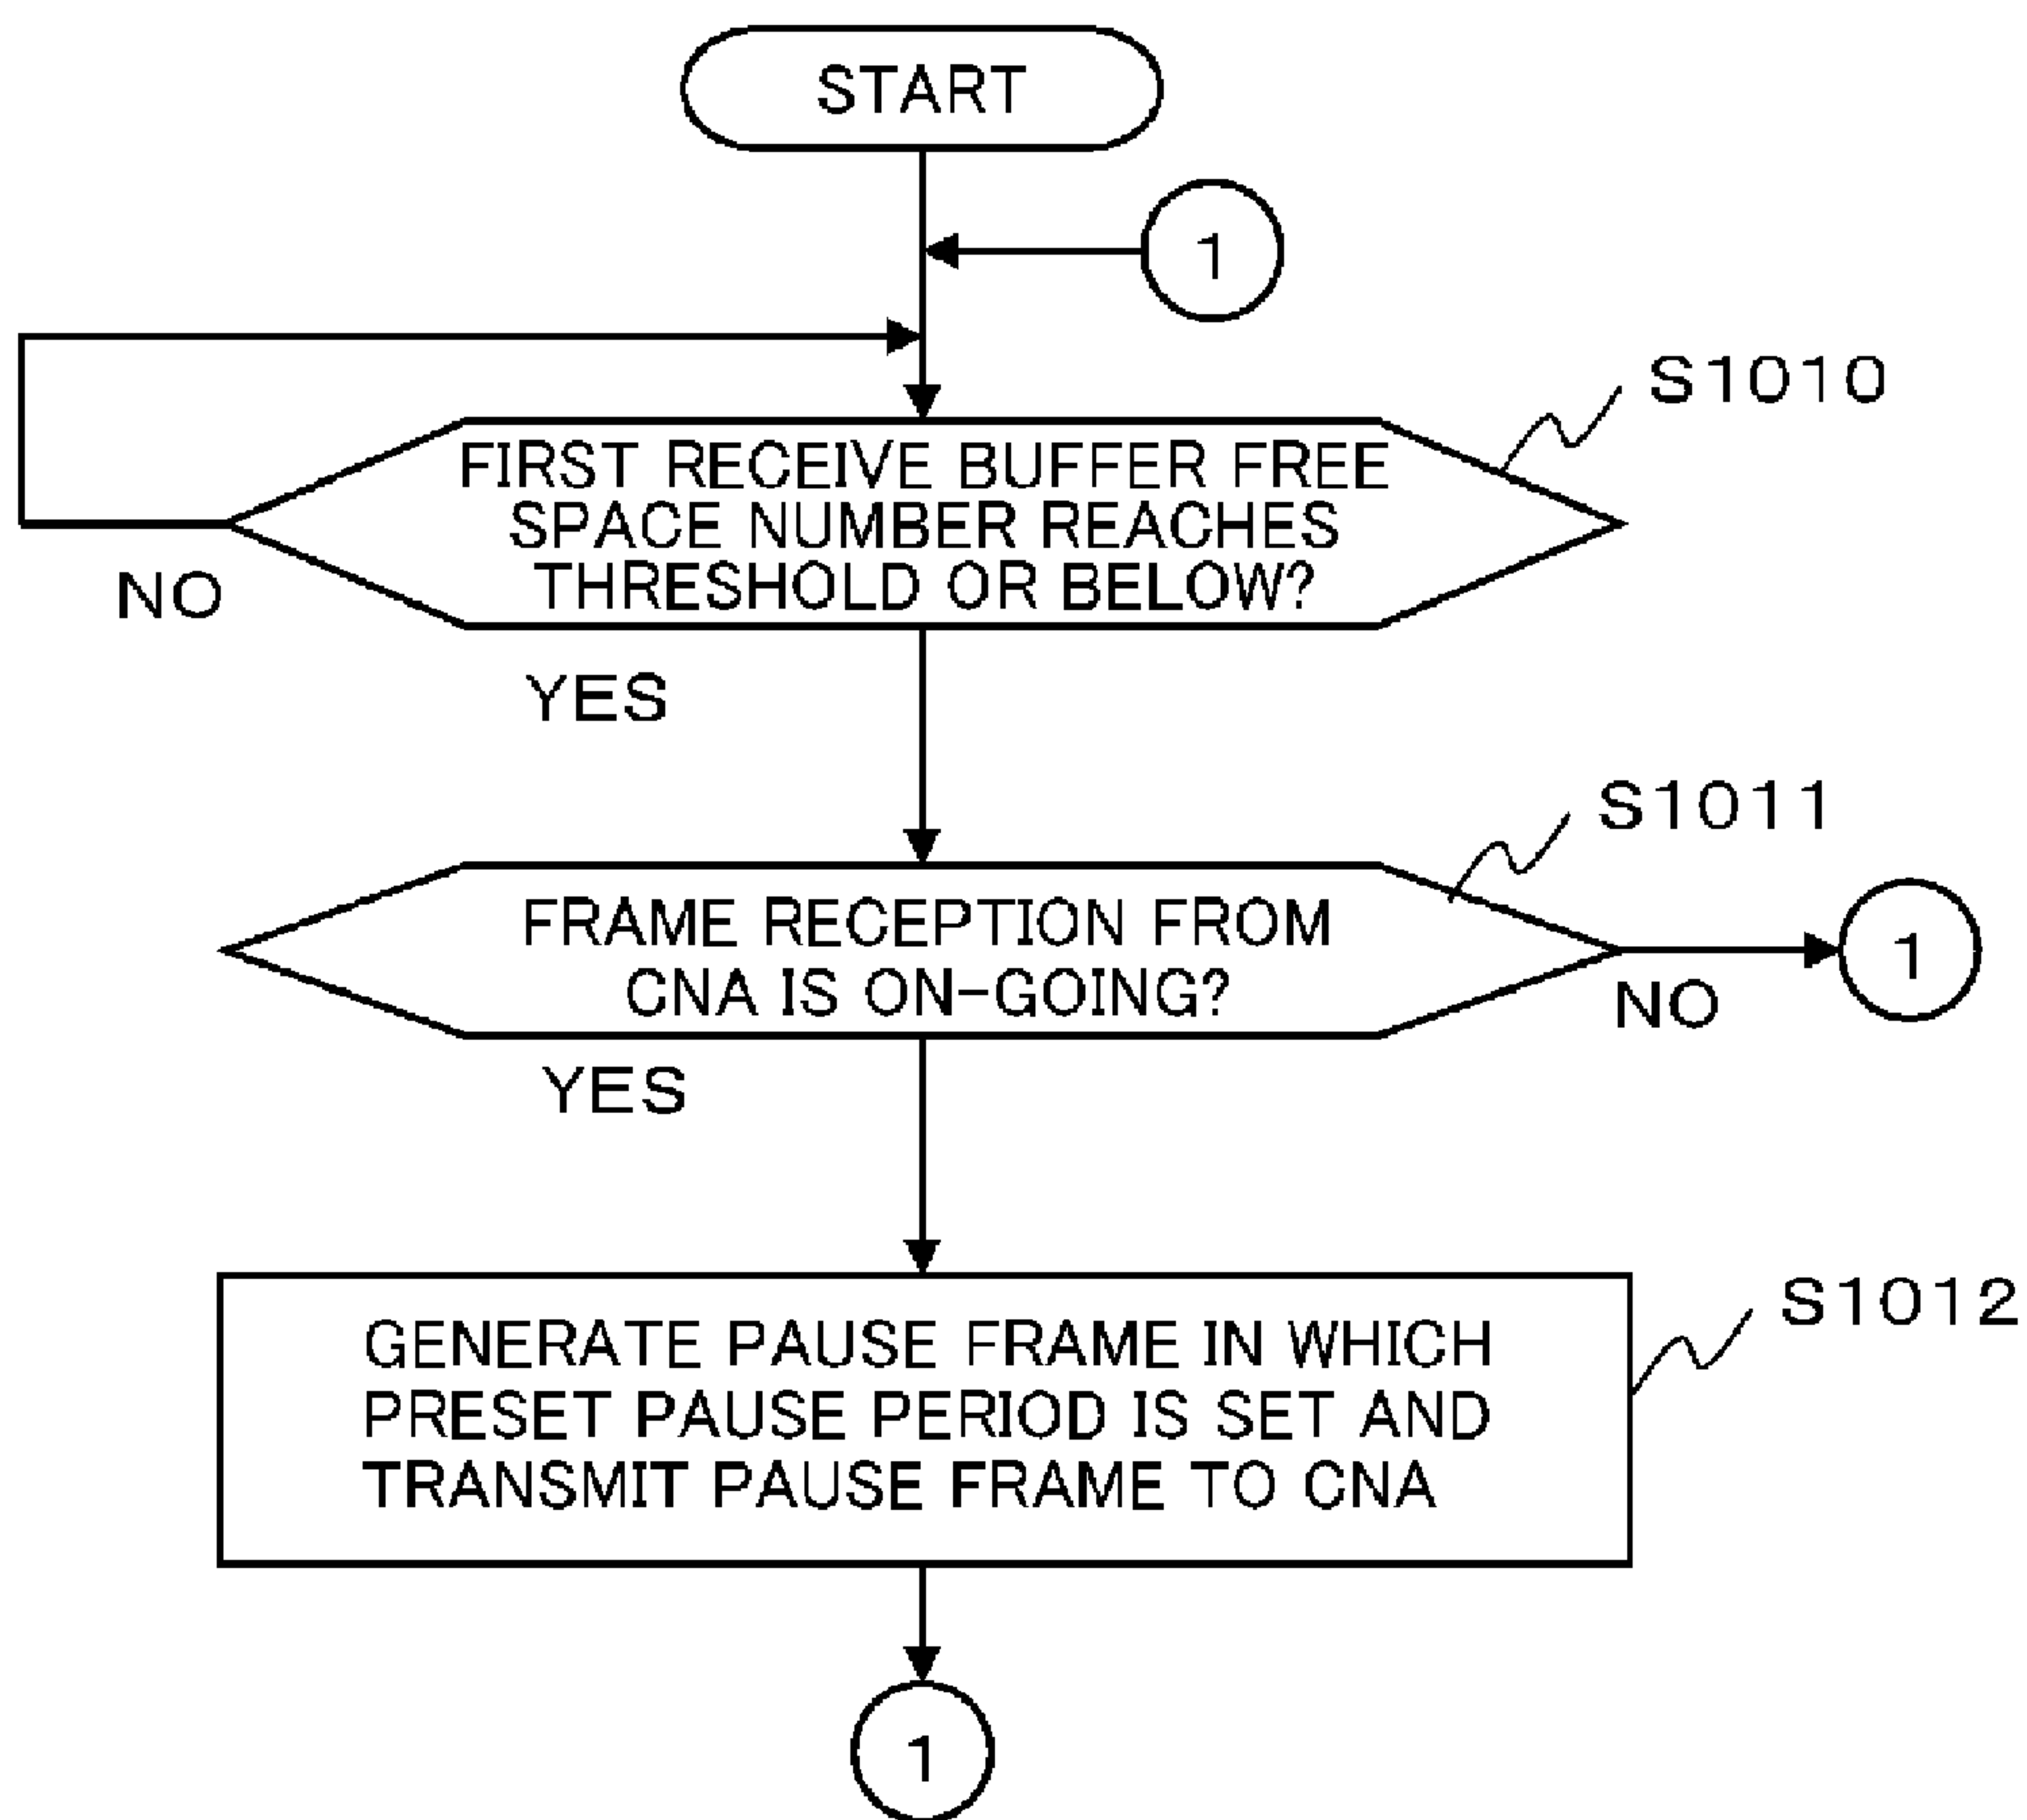 START
1
S1010
FIRST RECEIVE BUFFER FREE
SPACE NUMBER REACHES
THRESHOLD OR BELOW?
NO
YES
S1011
FRAME RECEPTION FROM
CNA IS ON-GOING?
1
NO
YES
S1012
GENERATE PAUSE FRAME IN WHICH
PRESET PAUSE PERIOD IS SET AND
TRANSMIT PAUSE FRAME TO CNA
1